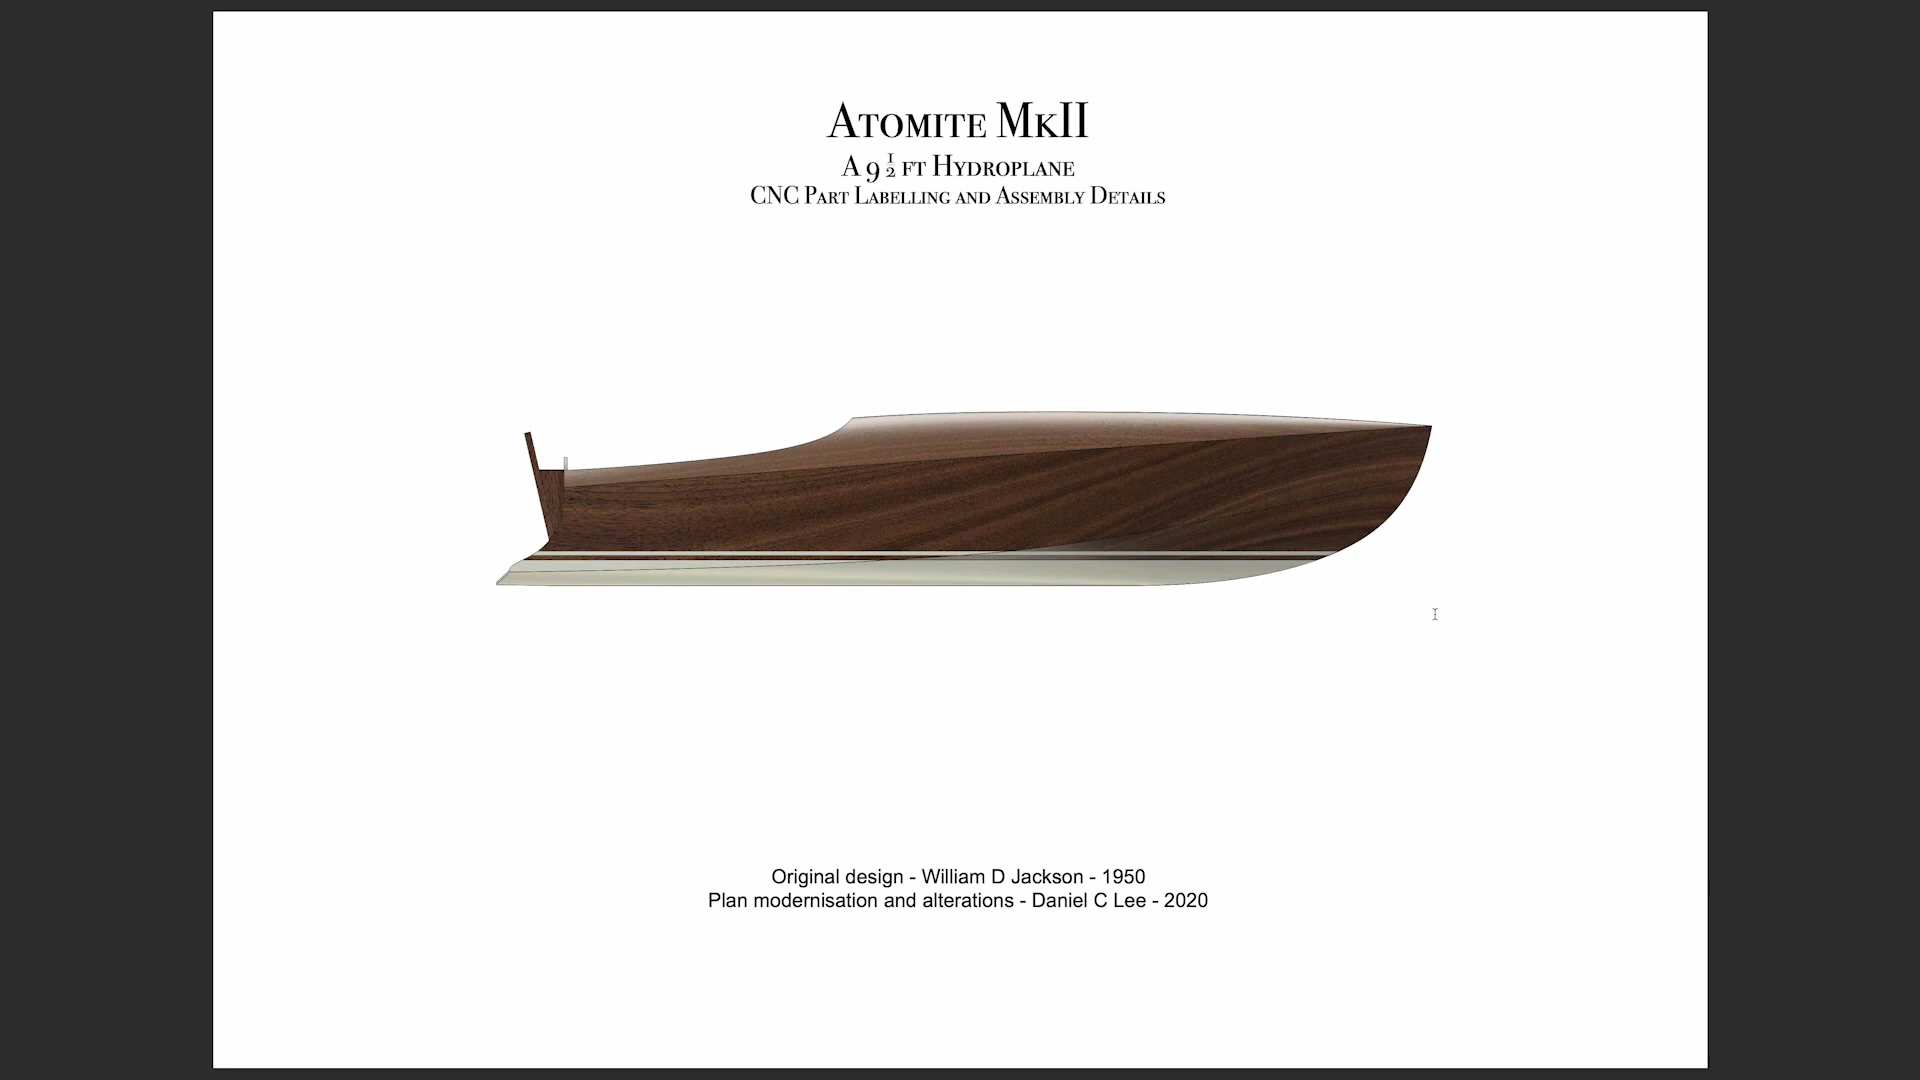 Atomite MkII
A 9 1/2 ft Hydroplane
CNC Part Labelling and Assembly Details
Original design - William D Jackson - 1950
Plan modernisation and alterations - Daniel C Lee - 2020